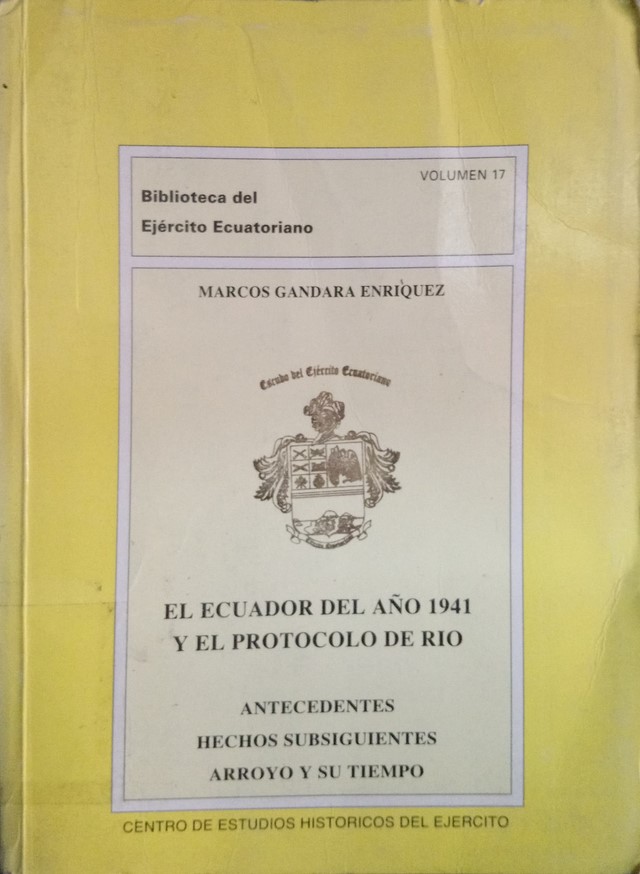 VOLUMEN 17
Biblioteca del
Ejército Ecuatoriano
MARCOS GANDARA ENRIQUEZ
Escudo del Ejército Ecuatoriano
EL ECUADOR DEL AÑO 1941
Y EL PROTOCOLO DE RIO
ANTECEDENTES
HECHOS SUBSIGUIENTES
ARROYO Y SU TIEMPO
CENTRO DE ESTUDIOS HISTORICOS DEL EJERCITO